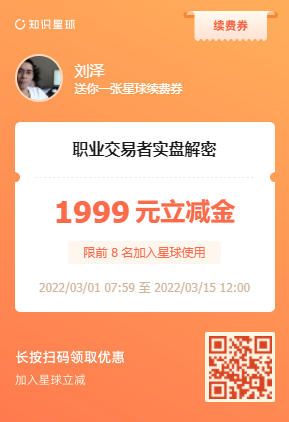 知识星球
续费券
刘泽
送你一张星球续费券
职业交易者实盘解密
1999 元立减金
限前 8 名加入星球使用
2022/03/01 07:59 至 2022/03/15 12:00
长按扫码领取优惠
加入星球立减